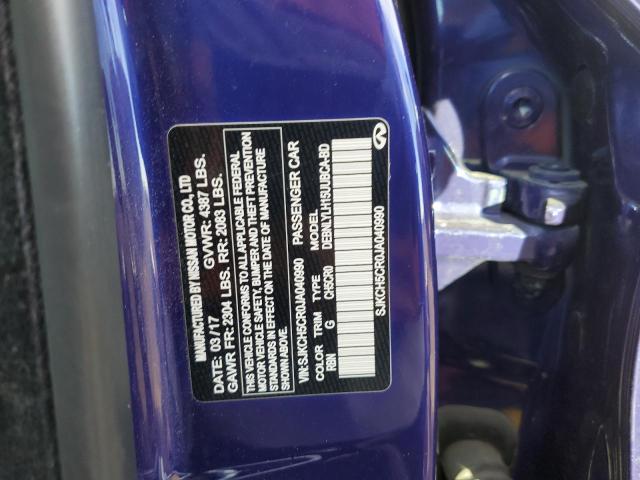 MANUFACTURED BY NISSAN MOTOR CO., LTD
DATE: 03/17 GVWR: 4387 LBS.
GAWR FR: 2304 LBS. RR: 2083 LBS.
THIS VEHICLE CONFORMS TO ALL APPLICABLE FEDERAL
MOTOR VEHICLE SAFETY, BUMPER AND THEFT PREVENTION
STANDARDS IN EFFECT ON THE DATE OF MANUFACTURE
SHOWN ABOVE.
VIN: SJKCH5CR0JA040990 PASSENGER CAR
COLOR TRIM TYPE MODEL
RBN G CH5CR0 DEBNLYLH15UUBCA-BD
SJKCH5CR0JA040990